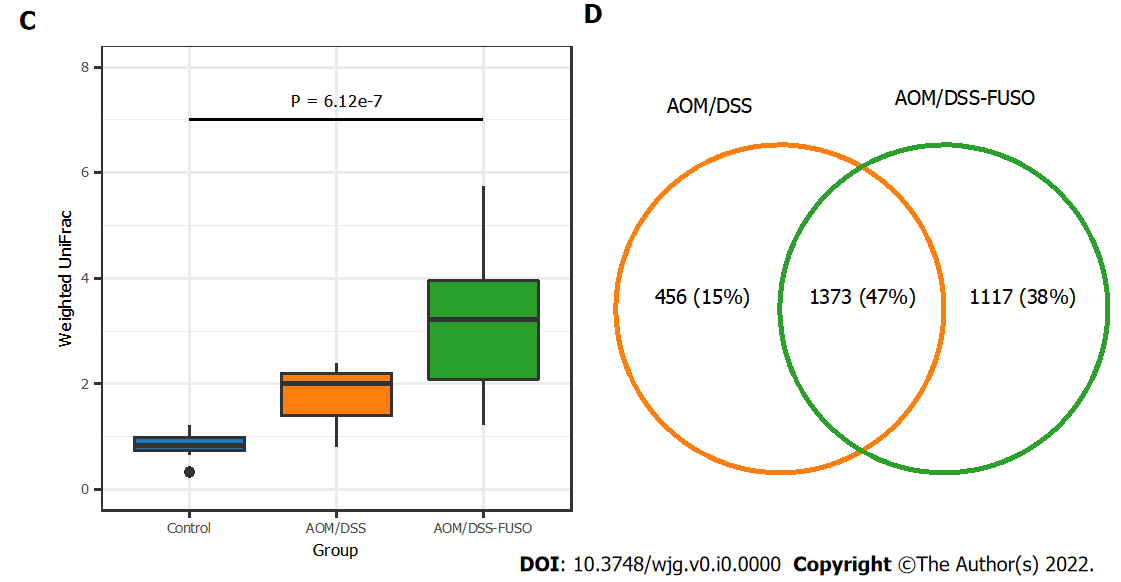 C
8
6
4
2
0
Weighted UniFrac
P = 6.12e-7
Control
AOM/DSS
AOM/DSS-FUSO
Group
D
AOM/DSS
AOM/DSS-FUSO
456 (15%)
1373 (47%)
1117 (38%)
DOI: 10.3748/wjg.v0.i0.0000 Copyright ©The Author(s) 2022.